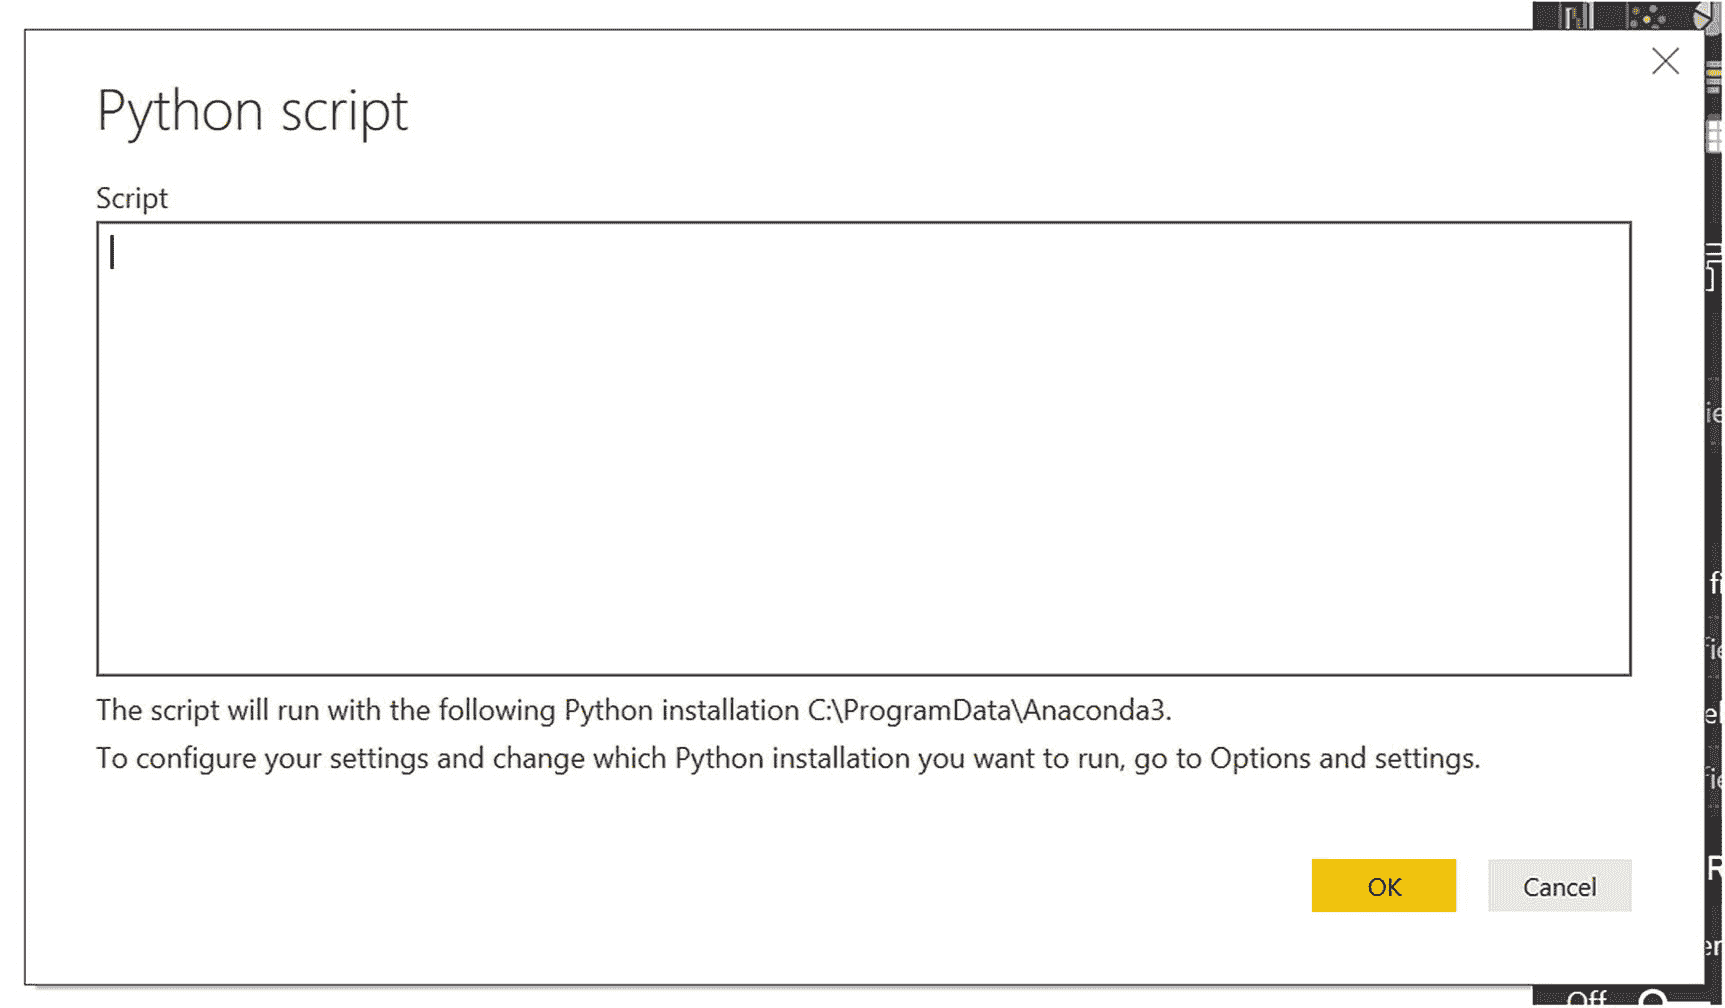 Python script
Script
The script will run with the following Python installation C:\ProgramData\Anaconda3.
To configure your settings and change which Python installation you want to run, go to Options and settings.
OK
Cancel
Off